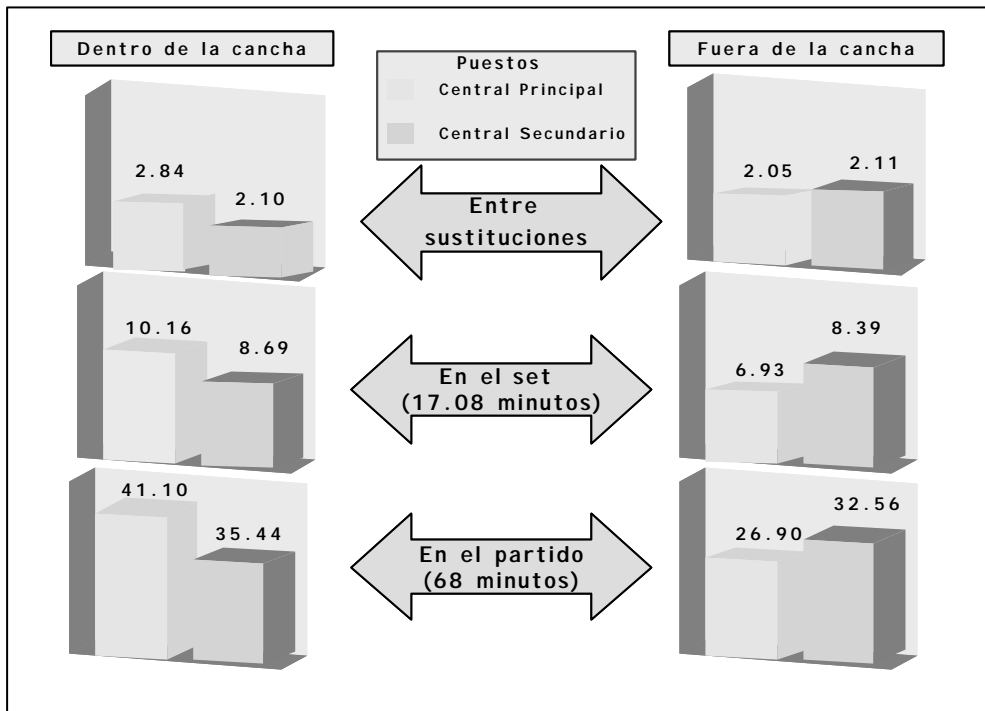 Dentro de la cancha
Puestos
Central Principal
Central Secundario
Fuera de la cancha
2.84
2.10
Entre
sustituciones
2.05
2.11
10.16
8.69
En el set
(17.08 minutos)
6.93
8.39
41.10
35.44
En el partido
(68 minutos)
26.90
32.56